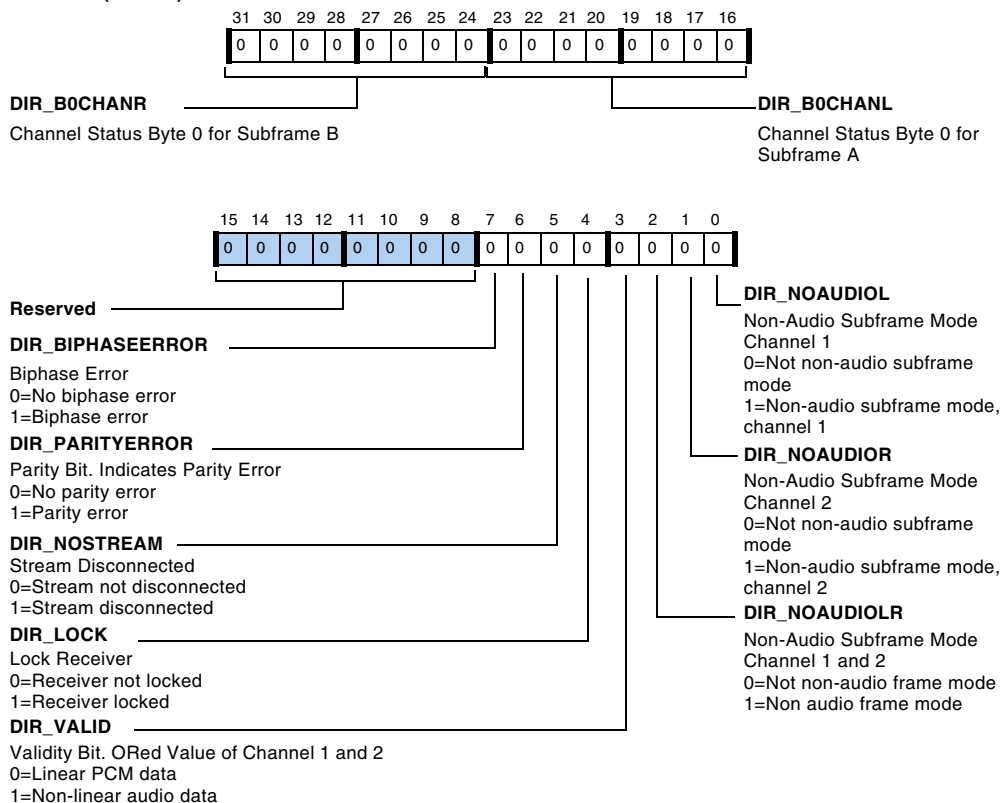 31 30 29 28 27 26 25 24 23 22 21 20 19 18 17 16
0 0 0 0 0 0 0 0 0 0 0 0 0 0 0 0
DIR_B0CHANR
Channel Status Byte 0 for Subframe B
DIR_B0CHANL
Channel Status Byte 0 for
Subframe A
15 14 13 12 11 10 9 8 7 6 5 4 3 2 1 0
0 0 0 0 0 0 0 0 0 0 0 0 0 0 0 0
Reserved
DIR_BIPHASEERROR
Biphase Error
0=No biphase error
1=Biphase error
DIR_PARITYERROR
Parity Bit. Indicates Parity Error
0=No parity error
1=Parity error
DIR_NOSTREAM
Stream Disconnected
0=Stream not disconnected
1=Stream disconnected
DIR_LOCK
Lock Receiver
0=Receiver not locked
1=Receiver locked
DIR_VALID
Validity Bit. ORed Value of Channel 1 and 2
0=Linear PCM data
1=Non-linear audio data
DIR_NOAUDIOL
Non-Audio Subframe Mode
Channel 1
0=Not non-audio subframe
mode
1=Non-audio subframe mode,
channel 1
DIR_NOAUDIOR
Non-Audio Subframe Mode
Channel 2
0=Not non-audio subframe
mode
1=Non-audio subframe mode,
channel 2
DIR_NOAUDIOLR
Non-Audio Subframe Mode
Channel 1 and 2
0=Not non-audio frame mode
1=Non audio frame mode